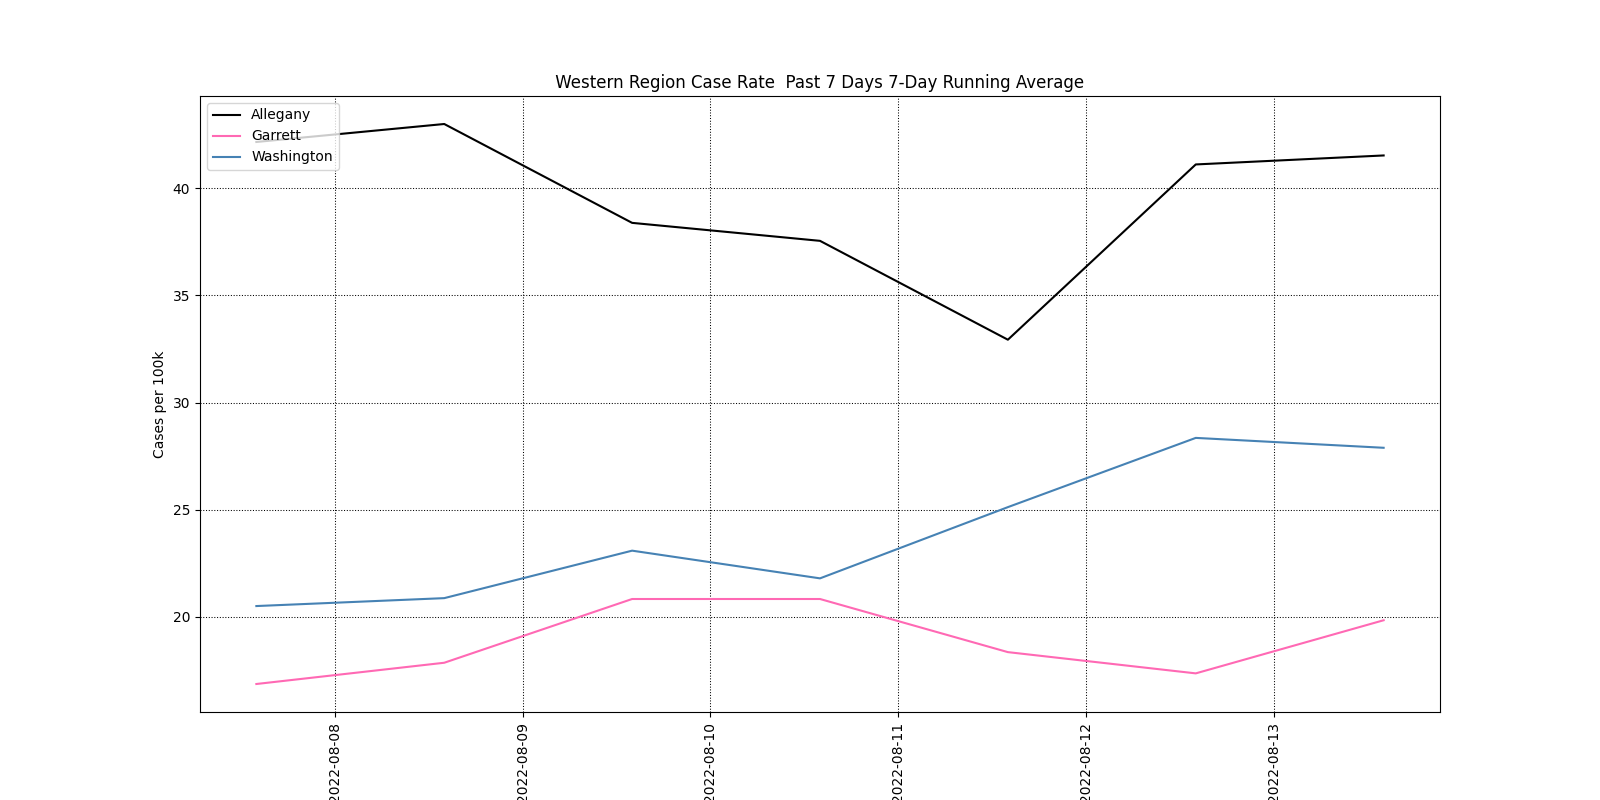 Western Region Case Rate  Past 7 Days 7-Day Running Average
Allegany
Garrett
Washington
40
35
30
25
20
Cases per 100k
2022-08-08
2022-08-09
2022-08-10
2022-08-11
2022-08-12
2022-08-13